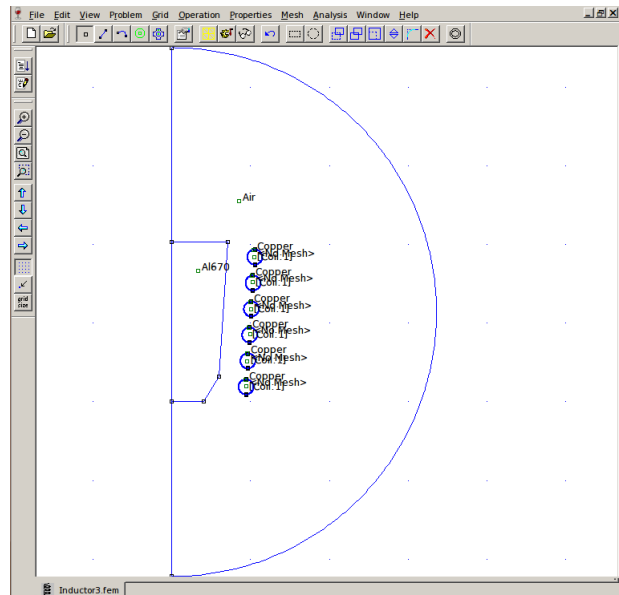 File Edit View Problem Grid Operation Properties Mesh Analysis Window Help
Air
Copper
<No Mesh>
[Coil:1]
Al670
Copper
<No Mesh>
[Coil:1]
Copper
<No Mesh>
[Coil:1]
Copper
<No Mesh>
[Coil:1]
Copper
<No Mesh>
[Coil:1]
Copper
<No Mesh>
[Coil:1]
grid
size
Inductor3.fem